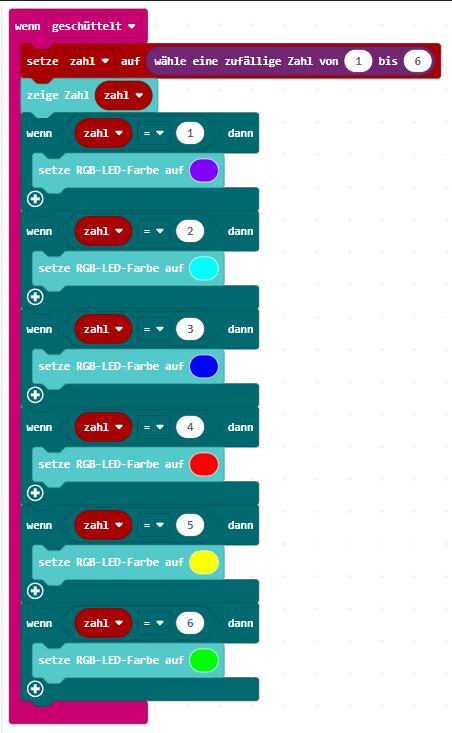 wenn geschüttelt
setze zahl auf wähle eine zufällige Zahl von 1 bis 6
zeige Zahl zahl
wenn zahl = 1 dann
setze RGB-LED-Farbe auf
wenn zahl = 2 dann
setze RGB-LED-Farbe auf
wenn zahl = 3 dann
setze RGB-LED-Farbe auf
wenn zahl = 4 dann
setze RGB-LED-Farbe auf
wenn zahl = 5 dann
setze RGB-LED-Farbe auf
wenn zahl = 6 dann
setze RGB-LED-Farbe auf